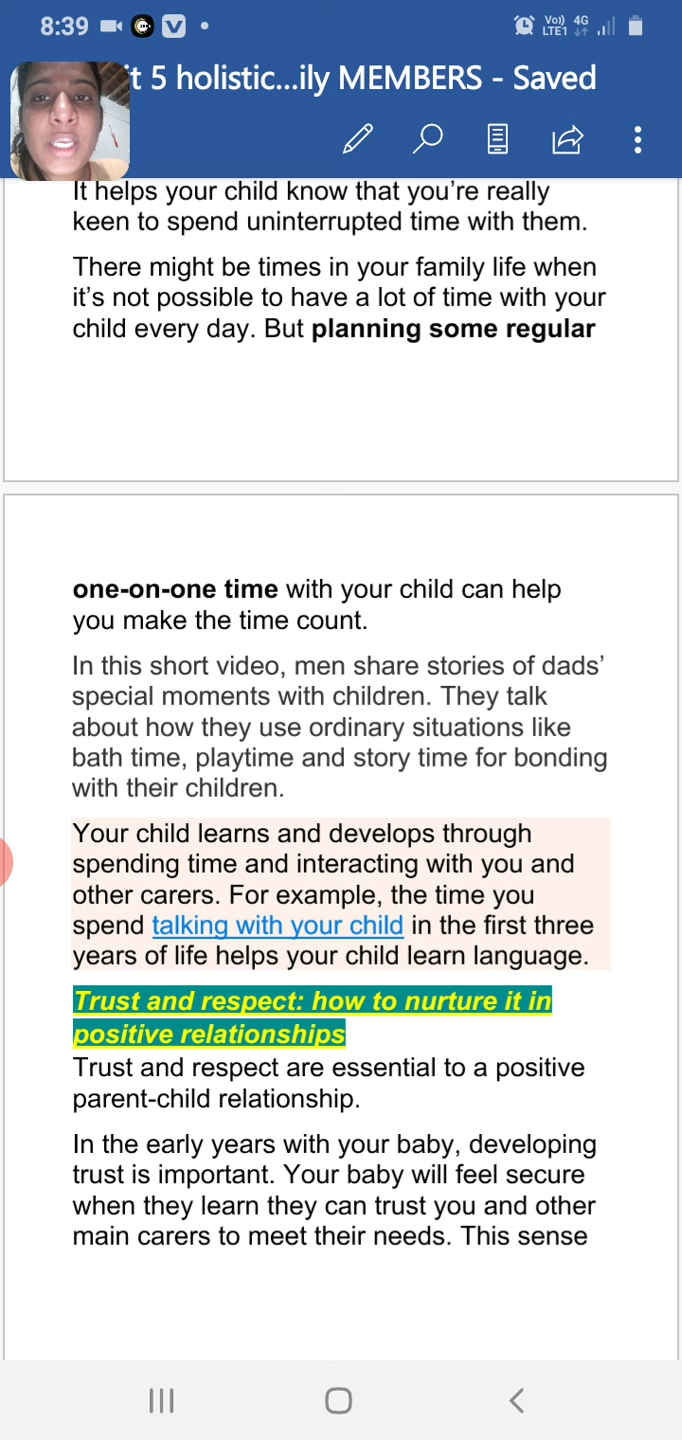 8:39
Vo)) 4G
LTE1
it 5 holistic...ily MEMBERS - Saved
It helps your child know that you’re really
keen to spend uninterrupted time with them.
There might be times in your family life when
it’s not possible to have a lot of time with your
child every day. But planning some regular
one-on-one time with your child can help
you make the time count.
In this short video, men share stories of dads’
special moments with children. They talk
about how they use ordinary situations like
bath time, playtime and story time for bonding
with their children.
Your child learns and develops through
spending time and interacting with you and
other carers. For example, the time you
spend talking with your child in the first three
years of life helps your child learn language.
Trust and respect: how to nurture it in
positive relationships
Trust and respect are essential to a positive
parent-child relationship.
In the early years with your baby, developing
trust is important. Your baby will feel secure
when they learn they can trust you and other
main carers to meet their needs. This sense